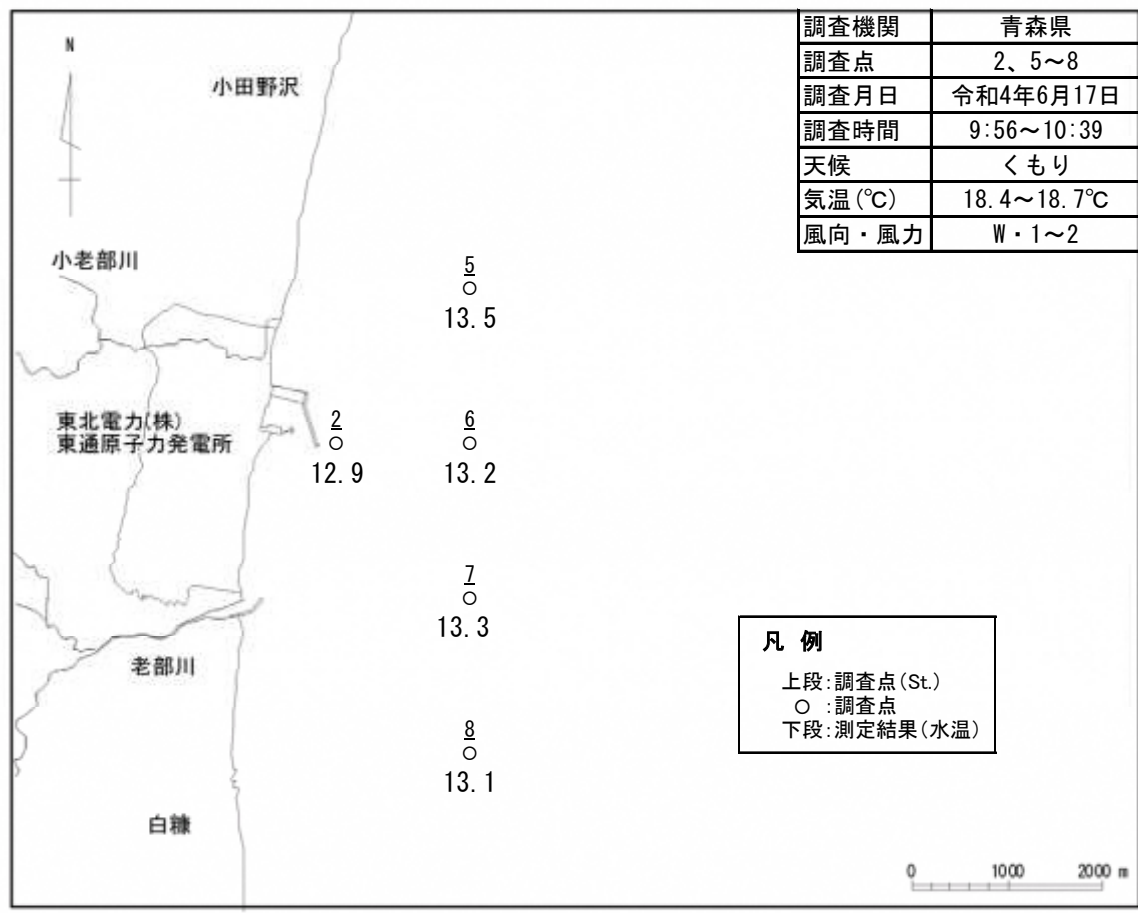 調査機関 青森県
調査点 2、5～8
調査月日 令和4年6月17日
調査時間 9:56～10:39
天候 くもり
気温(℃) 18.4～18.7℃
風向・風力 W・1～2
N
小田野沢
小老部川
5
13.5
東北電力(株)
東通原子力発電所
2
12.9
6
13.2
7
13.3
老部川
8
13.1
白糠
凡 例
上段:調査点(St.)
○ :調査点
下段:測定結果(水温)
0 1000 2000 m